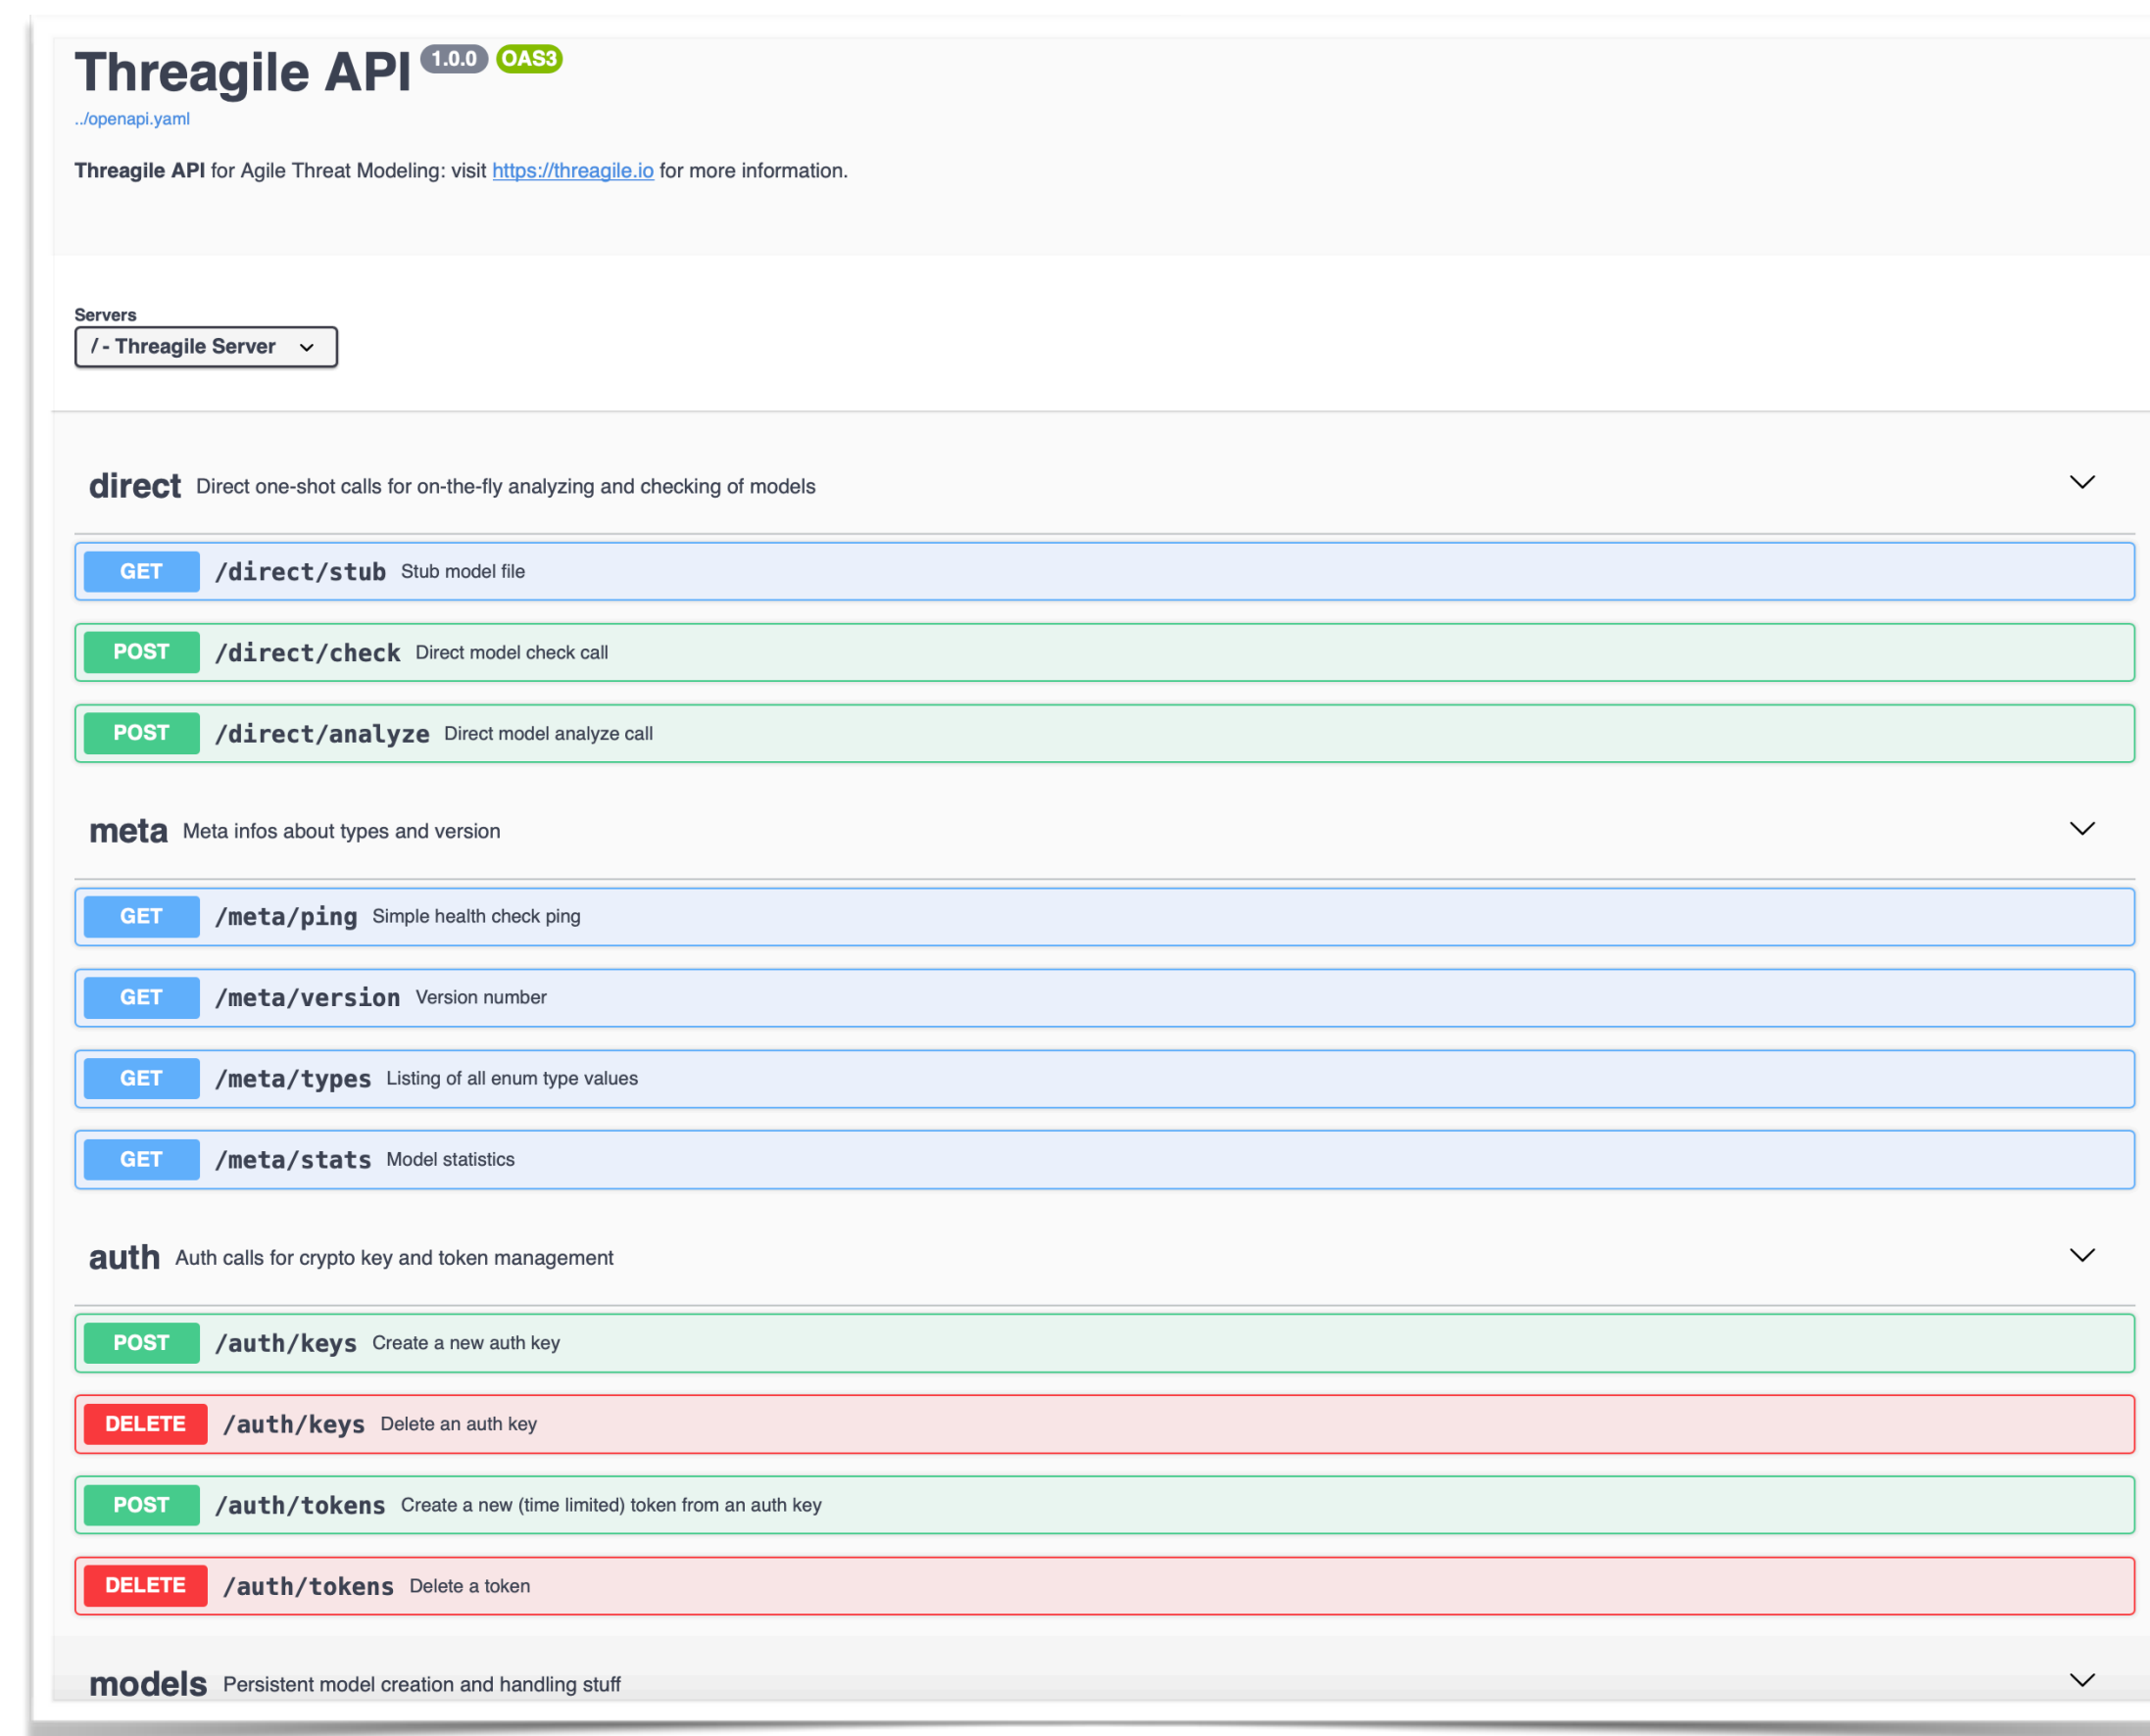 Threagile API 1.0.0 OAS3
../openapi.yaml
Threagile API for Agile Threat Modeling: visit https://threagile.io for more information.
Servers
/ - Threagile Server
direct Direct one-shot calls for on-the-fly analyzing and checking of models
GET /direct/stub Stub model file
POST /direct/check Direct model check call
POST /direct/analyze Direct model analyze call
meta Meta infos about types and version
GET /meta/ping Simple health check ping
GET /meta/version Version number
GET /meta/types Listing of all enum type values
GET /meta/stats Model statistics
auth Auth calls for crypto key and token management
POST /auth/keys Create a new auth key
DELETE /auth/keys Delete an auth key
POST /auth/tokens Create a new (time limited) token from an auth key
DELETE /auth/tokens Delete a token
models Persistent model creation and handling stuff